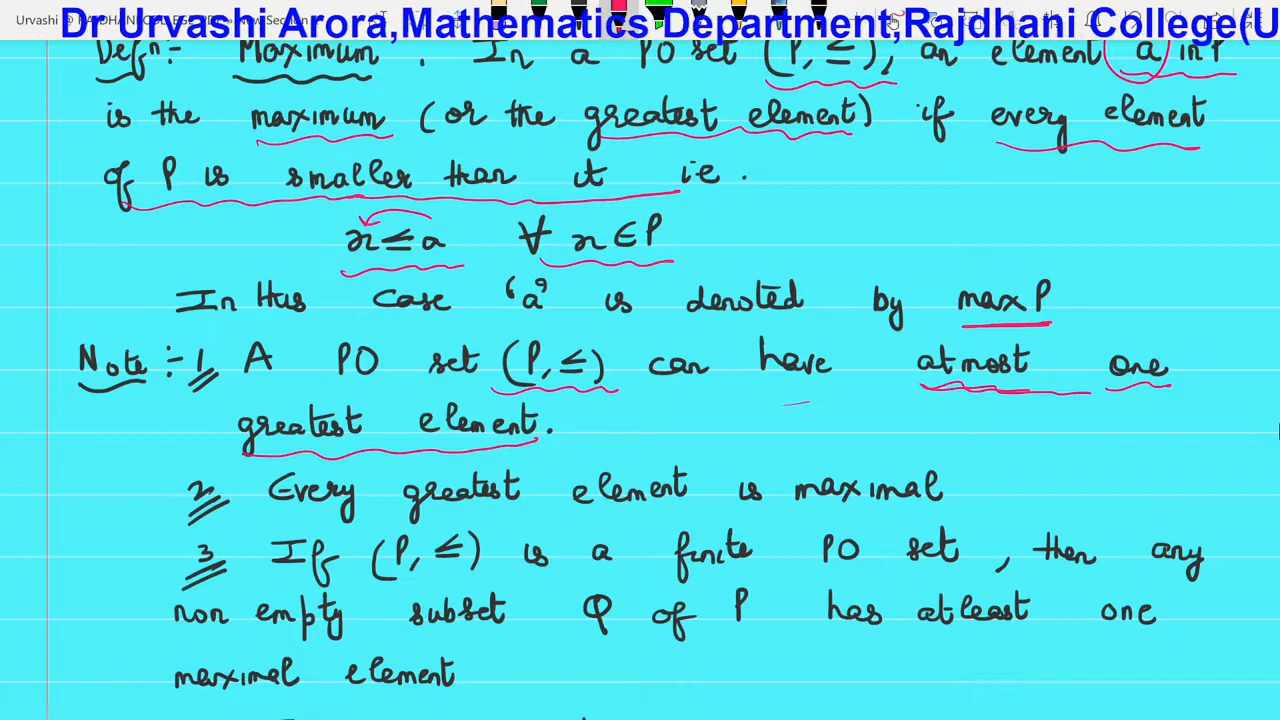 Urvashi
Dr Urvashi Arora,Mathematics Department,Rajdhani College(U
Defⁿ:- Maximum . In a PO set (P, ≤), an element a in P
is the maximum (or the greatest element) if every element
of P is smaller than it ie .
x ≤ a ∀ x ∈ P
In this case 'a' is denoted by max P
Note :- 1, A PO set (P, ≤) can have atmost one
greatest element.
2 Every greatest element is maximal
3 If (P, ≤) is a finite PO set , then any
non empty subset Q of P has atleast one
maximal element